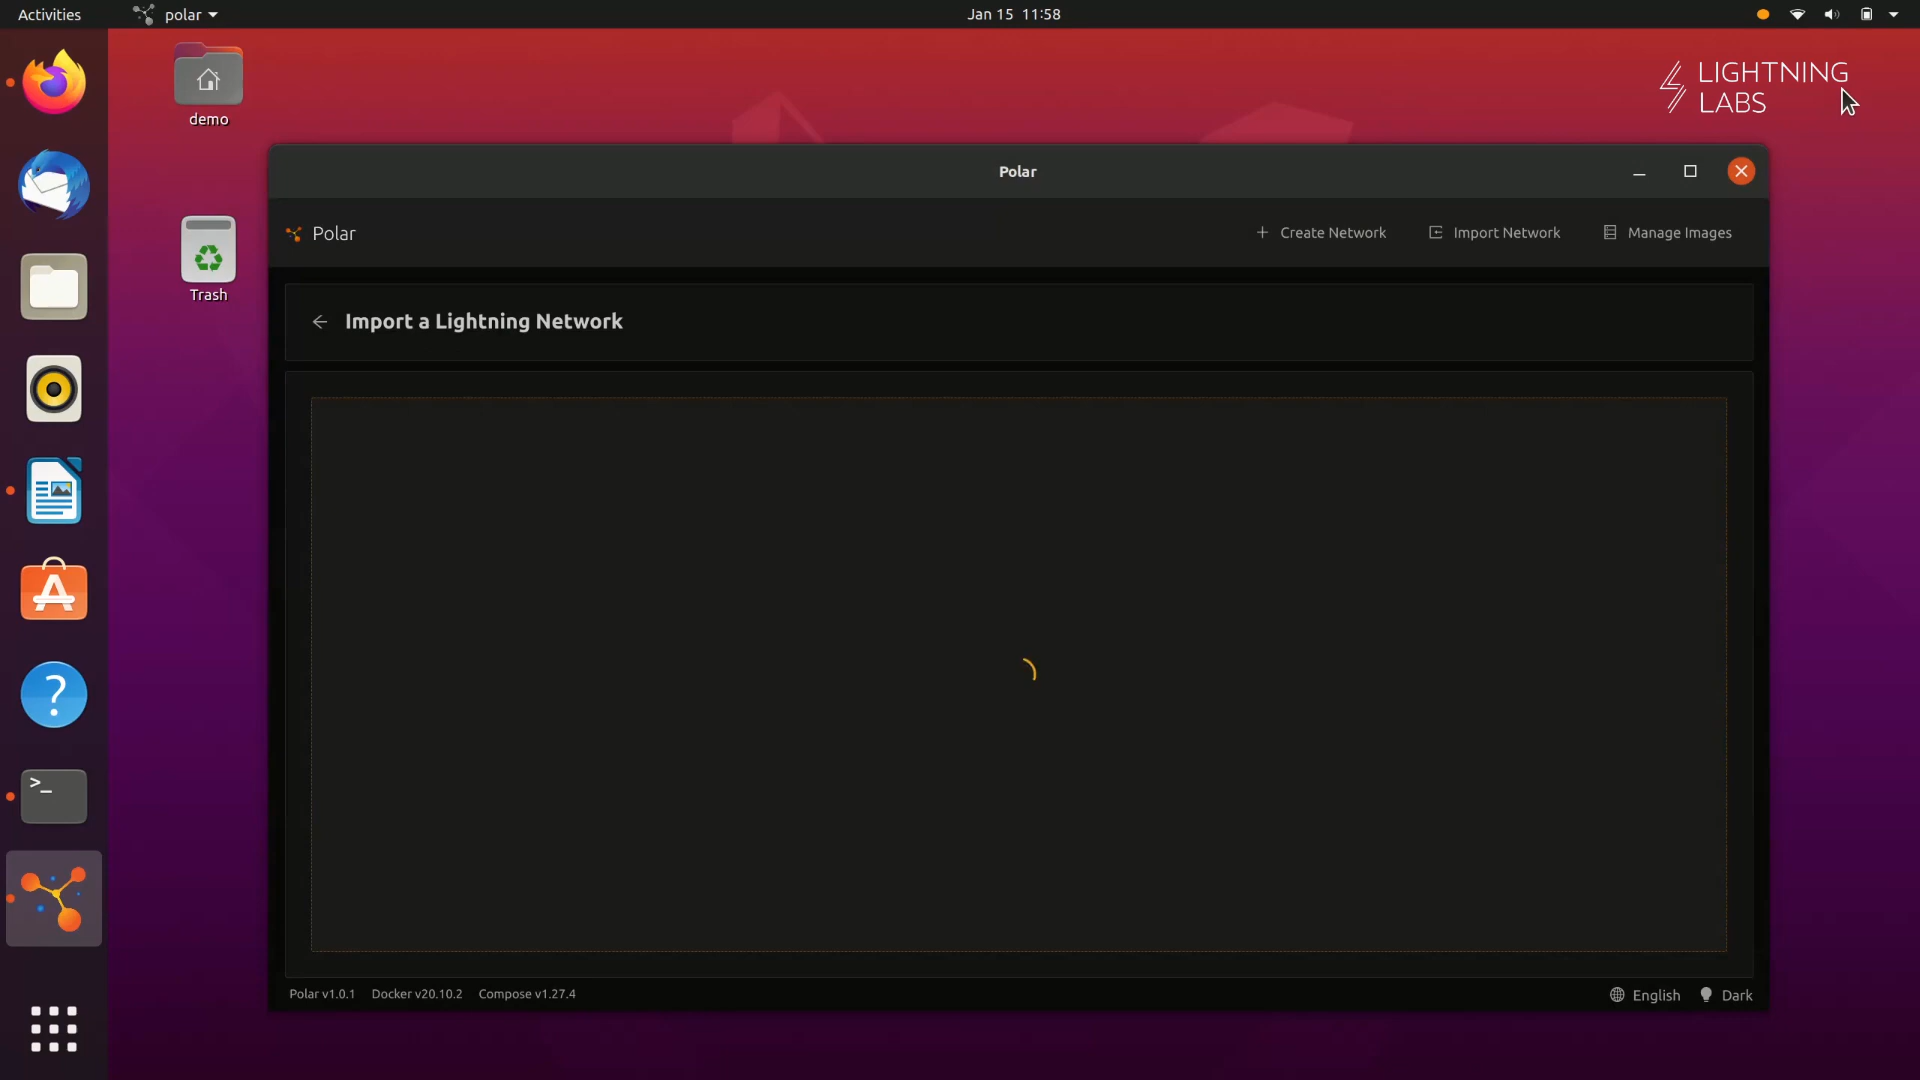 Activities
polar
Jan 15 11:58
LIGHTNING
LABS
demo
Trash
Polar
Polar
Create Network
Import Network
Manage Images
Import a Lightning Network
Polar v1.0.1
Docker v20.10.2
Compose v1.27.4
English
Dark